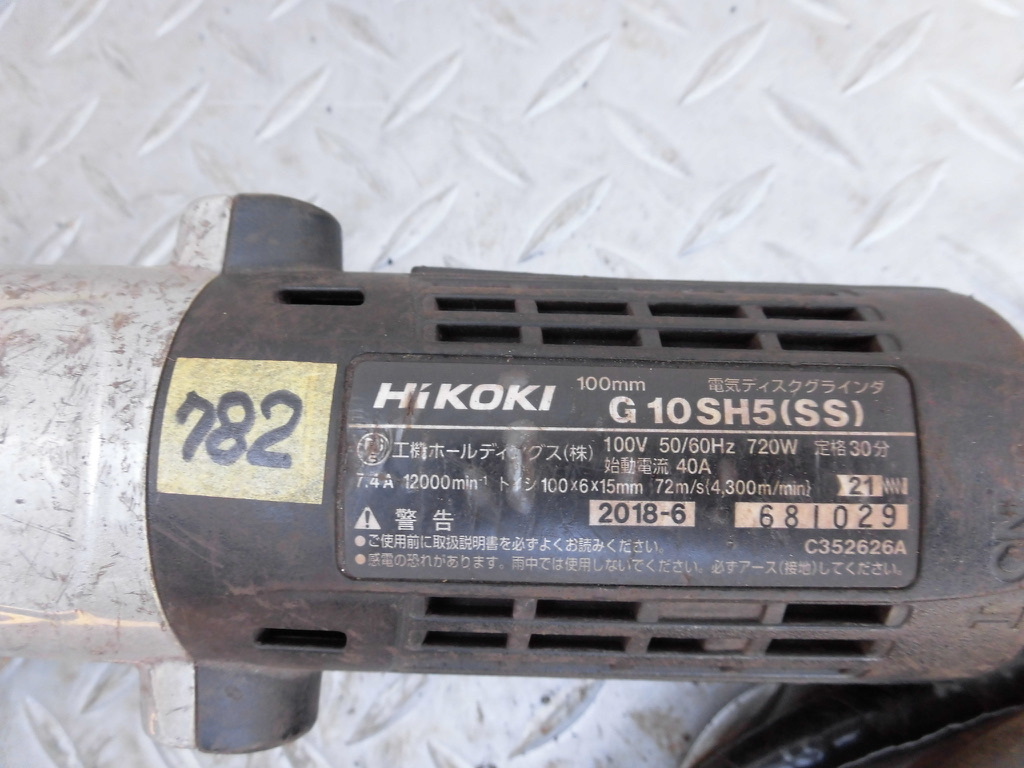 782
HiKOKI 100mm 電気ディスクグラインダ
G 10SH5(SS)
工機ホールディングス(株) 100V 50/60Hz 720W 定格30分
始動電流 40A
7.4A 12000min⁻¹ トイシ 100×6×15mm 72m/s{4,300m/min} 21
2018-6 681029
警告 C352626A
●ご使用前に取扱説明書を必ずよくお読みください。
●感電の恐れがあります。雨中では使用しないでください。必ずアース(接地)してください。